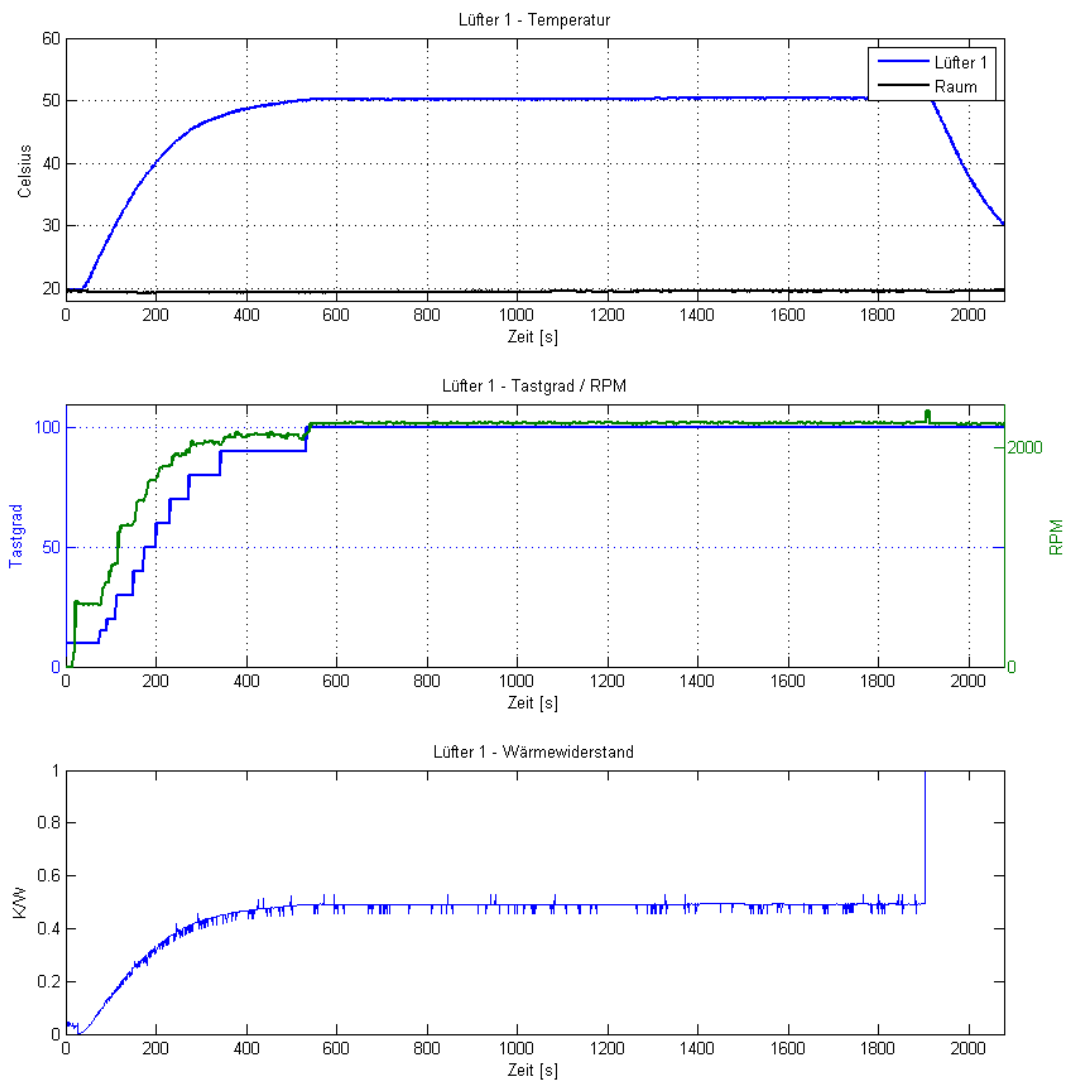 Lüfter 1 - Temperatur
60
50
40
30
20
Celsius
Lüfter 1
Raum
0 200 400 600 800 1000 1200 1400 1600 1800 2000
Zeit [s]
Lüfter 1 - Tastgrad / RPM
100
50
0
Tastgrad
2000
0
RPM
0 200 400 600 800 1000 1200 1400 1600 1800 2000
Zeit [s]
Lüfter 1 - Wärmewiderstand
1
0.8
0.6
0.4
0.2
0
K/W
0 200 400 600 800 1000 1200 1400 1600 1800 2000
Zeit [s]